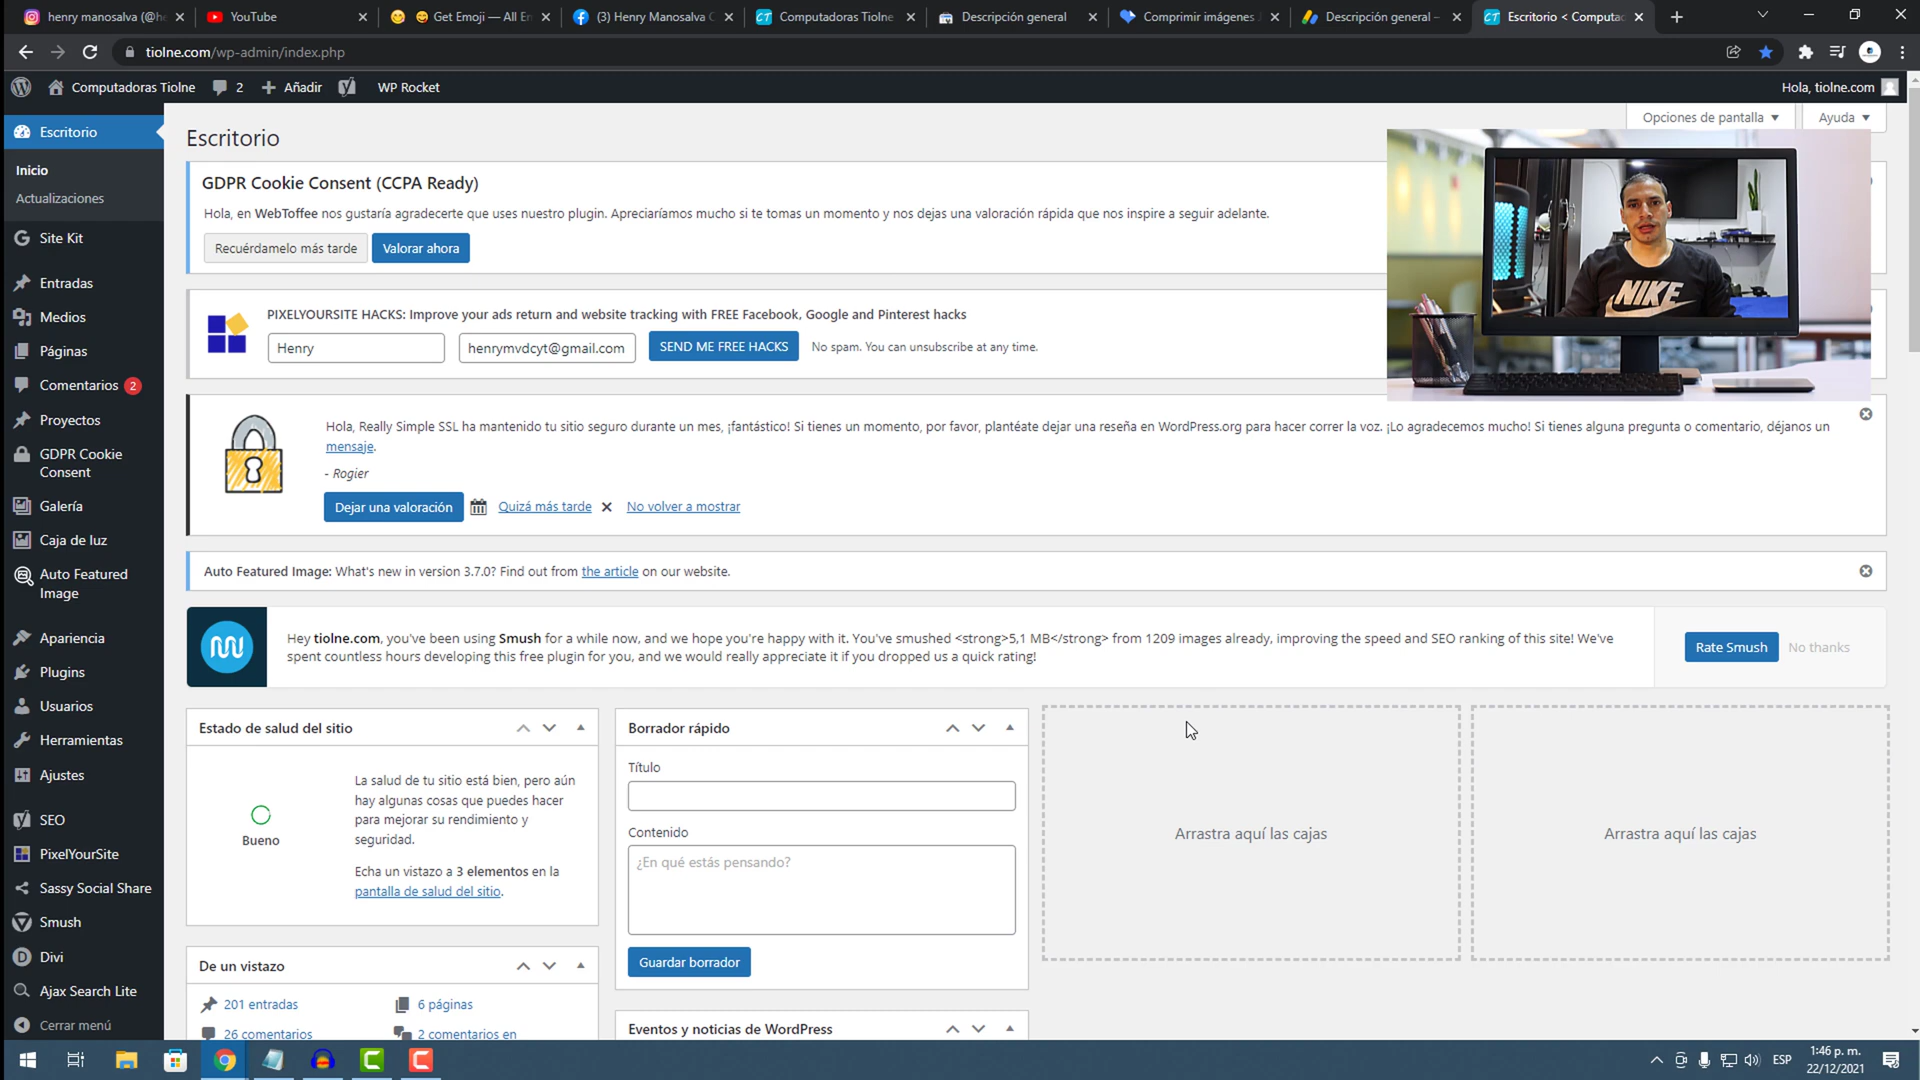 henry manosalva (@he
YouTube
Get Emoji — All En
(3) Henry Manosalva C
Computadoras Tiolne
Descripción general
Comprimir imágenes
Descripción general –
Escritorio < Computac
tiolne.com/wp-admin/index.php
Computadoras Tiolne
2
Añadir
WP Rocket
Hola, tiolne.com
Escritorio
Inicio
Actualizaciones
Site Kit
Entradas
Medios
Páginas
Comentarios 2
Proyectos
GDPR Cookie
Consent
Galería
Caja de luz
Auto Featured
Image
Apariencia
Plugins
Usuarios
Herramientas
Ajustes
SEO
PixelYourSite
Sassy Social Share
Smush
Divi
Ajax Search Lite
Cerrar menú
Opciones de pantalla
Ayuda
Escritorio
GDPR Cookie Consent (CCPA Ready)
Hola, en WebToffee nos gustaría agradecerte que uses nuestro plugin. Apreciaríamos mucho si te tomas un momento y nos dejas una valoración rápida que nos inspire a seguir adelante.
Recuérdamelo más tarde
Valorar ahora
PIXELYOURSITE HACKS: Improve your ads return and website tracking with FREE Facebook, Google and Pinterest hacks
Henry
henrymvdcyt@gmail.com
SEND ME FREE HACKS
No spam. You can unsubscribe at any time.
NIKE
Hola, Really Simple SSL ha mantenido tu sitio seguro durante un mes, ¡fantástico! Si tienes un momento, por favor, plantéate dejar una reseña en WordPress.org para hacer correr la voz. ¡Lo agradecemos mucho! Si tienes alguna pregunta o comentario, déjanos un
mensaje.
- Rogier
Dejar una valoración
Quizá más tarde
No volver a mostrar
Auto Featured Image: What's new in version 3.7.0? Find out from the article on our website.
Hey tiolne.com, you've been using Smush for a while now, and we hope you're happy with it. You've smushed <strong>5,1 MB</strong> from 1209 images already, improving the speed and SEO ranking of this site! We've
spent countless hours developing this free plugin for you, and we would really appreciate it if you dropped us a quick rating!
Rate Smush
No thanks
Estado de salud del sitio
Bueno
La salud de tu sitio está bien, pero aún
hay algunas cosas que puedes hacer
para mejorar su rendimiento y
seguridad.
Echa un vistazo a 3 elementos en la
pantalla de salud del sitio.
De un vistazo
201 entradas
6 páginas
26 comentarios
2 comentarios en
Borrador rápido
Título
Contenido
¿En qué estás pensando?
Guardar borrador
Eventos y noticias de WordPress
Arrastra aquí las cajas
Arrastra aquí las cajas
ESP
1:46 p. m.
22/12/2021